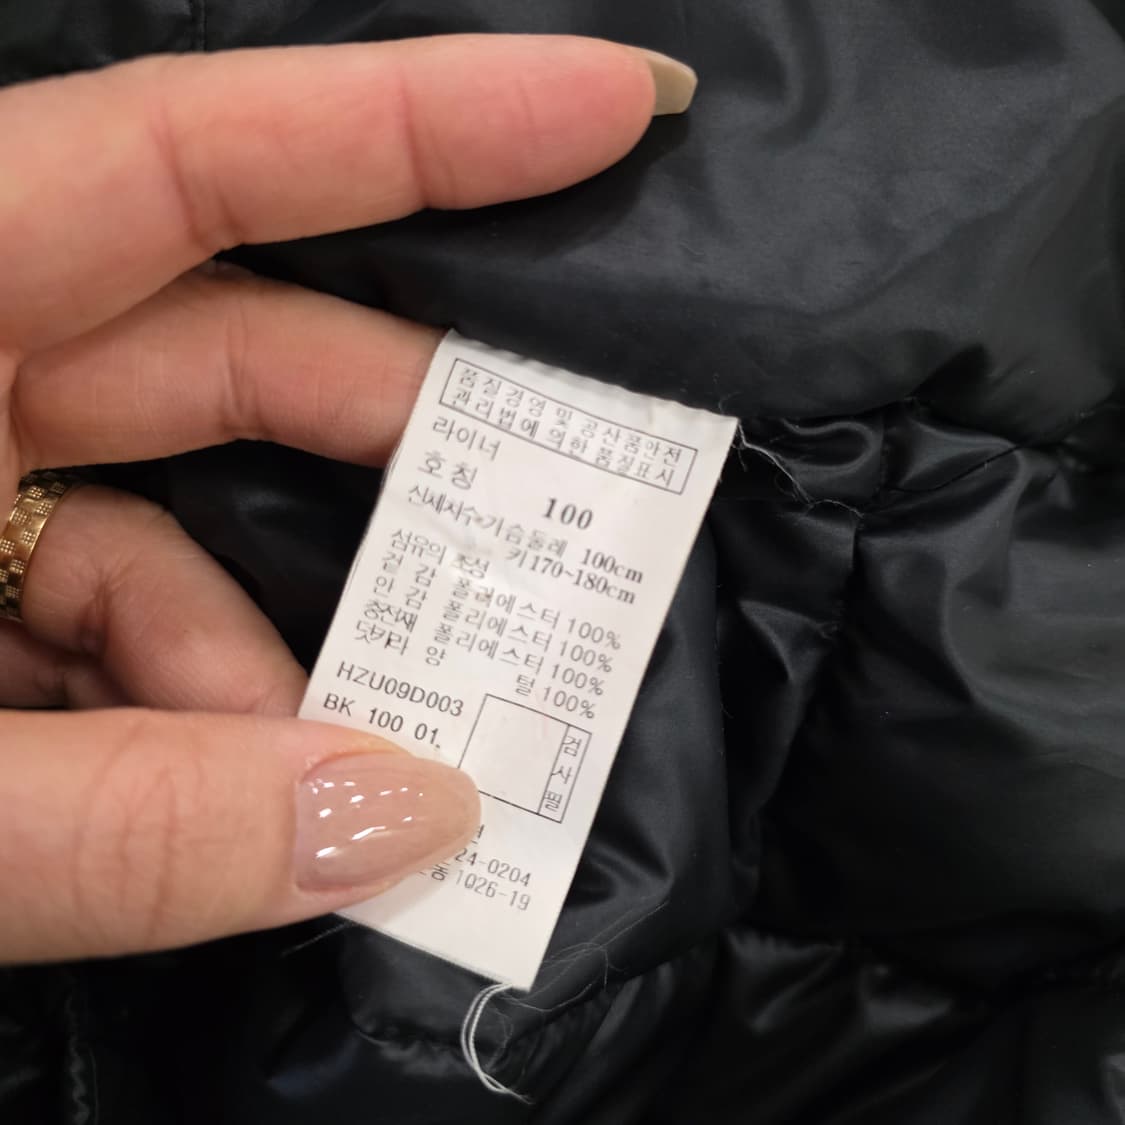 품질경영 및 공산품안전
관리법에 의한 품질표시
라이너
호칭 100
신체치수·가슴둘레 100cm
키170~180cm
섬유의 조성
겉 감 폴리에스터 100%
안 감 폴리에스터 100%
충전재 폴리에스터 100%
덧카라 양털 100%
HZU09D003
BK 100 01.
검사필
24-0204
동 1026-19